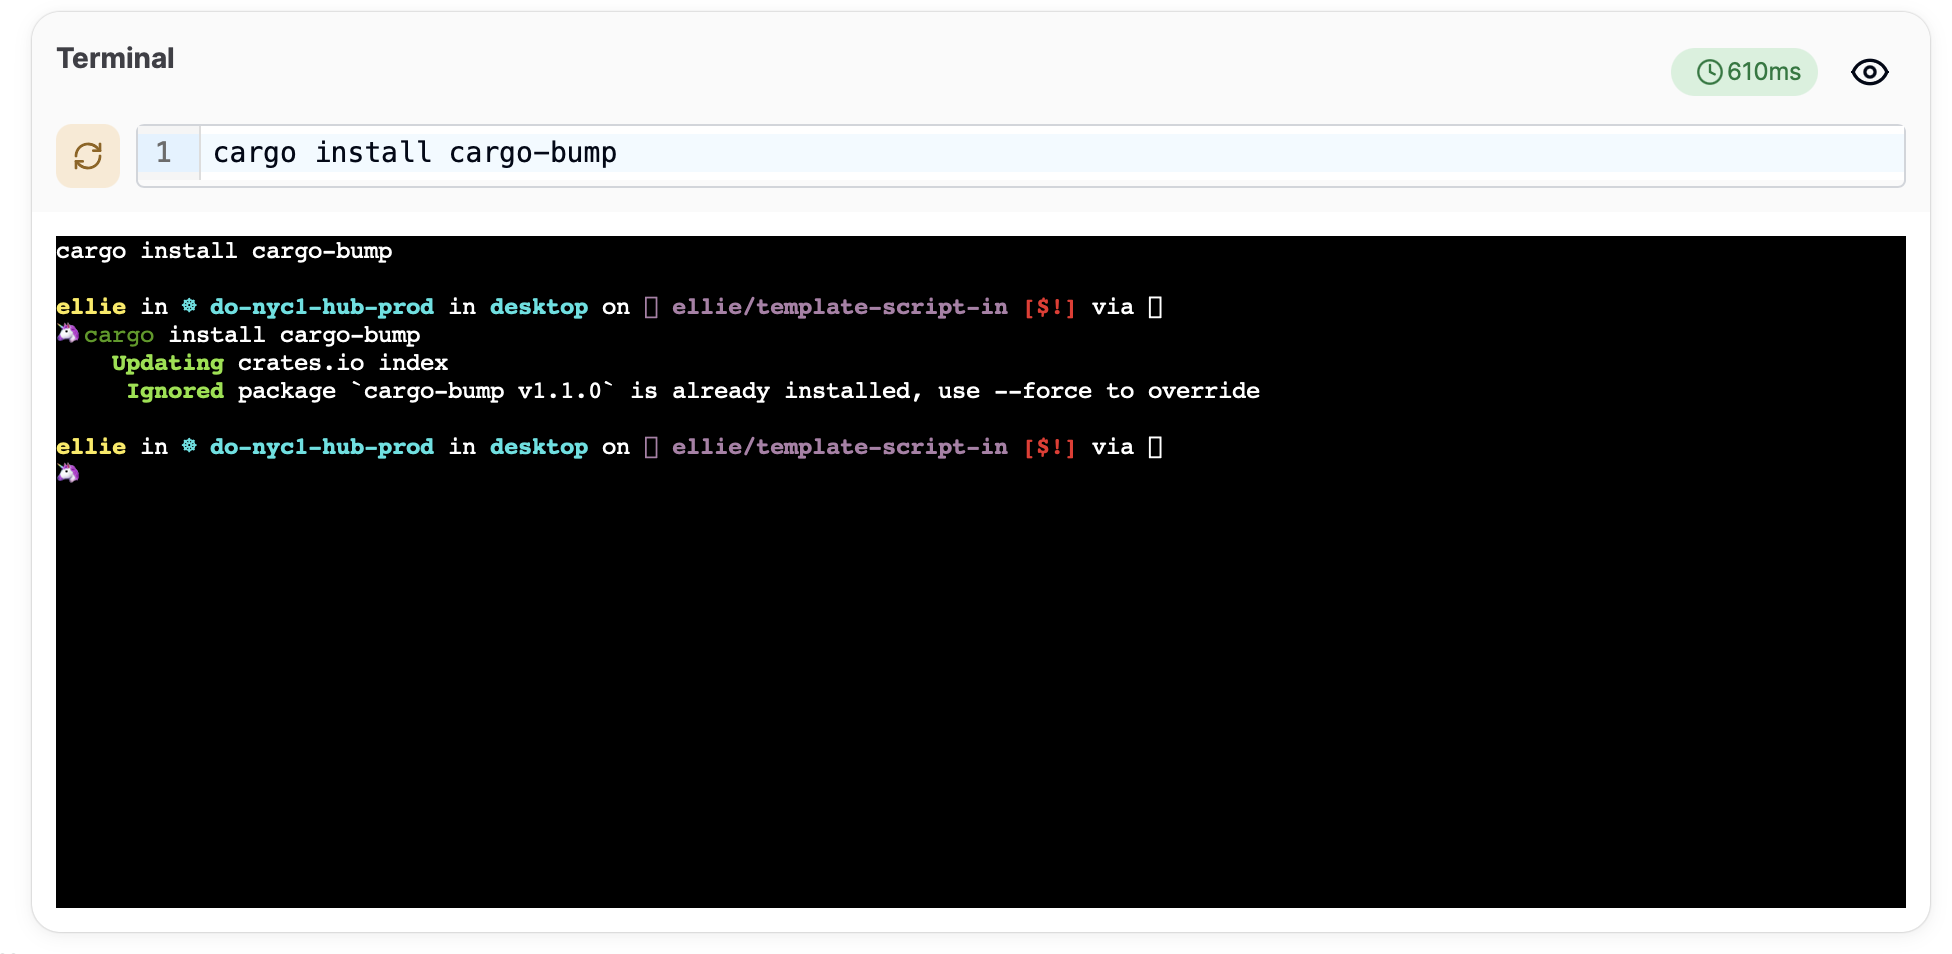 Terminal
610ms
1 cargo install cargo-bump
cargo install cargo-bump
ellie in ☸ do-nyc1-hub-prod in desktop on ellie/template-script-in [$!] via
🦄 cargo install cargo-bump
Updating crates.io index
Ignored package `cargo-bump v1.1.0` is already installed, use --force to override
ellie in ☸ do-nyc1-hub-prod in desktop on ellie/template-script-in [$!] via
🦄